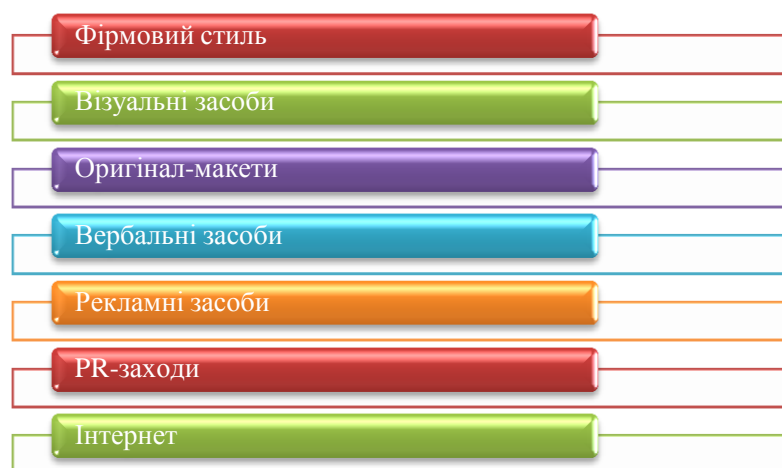 Фірмовий стиль
Візуальні засоби
Оригінал-макети
Вербальні засоби
Рекламні засоби
PR-заходи
Інтернет